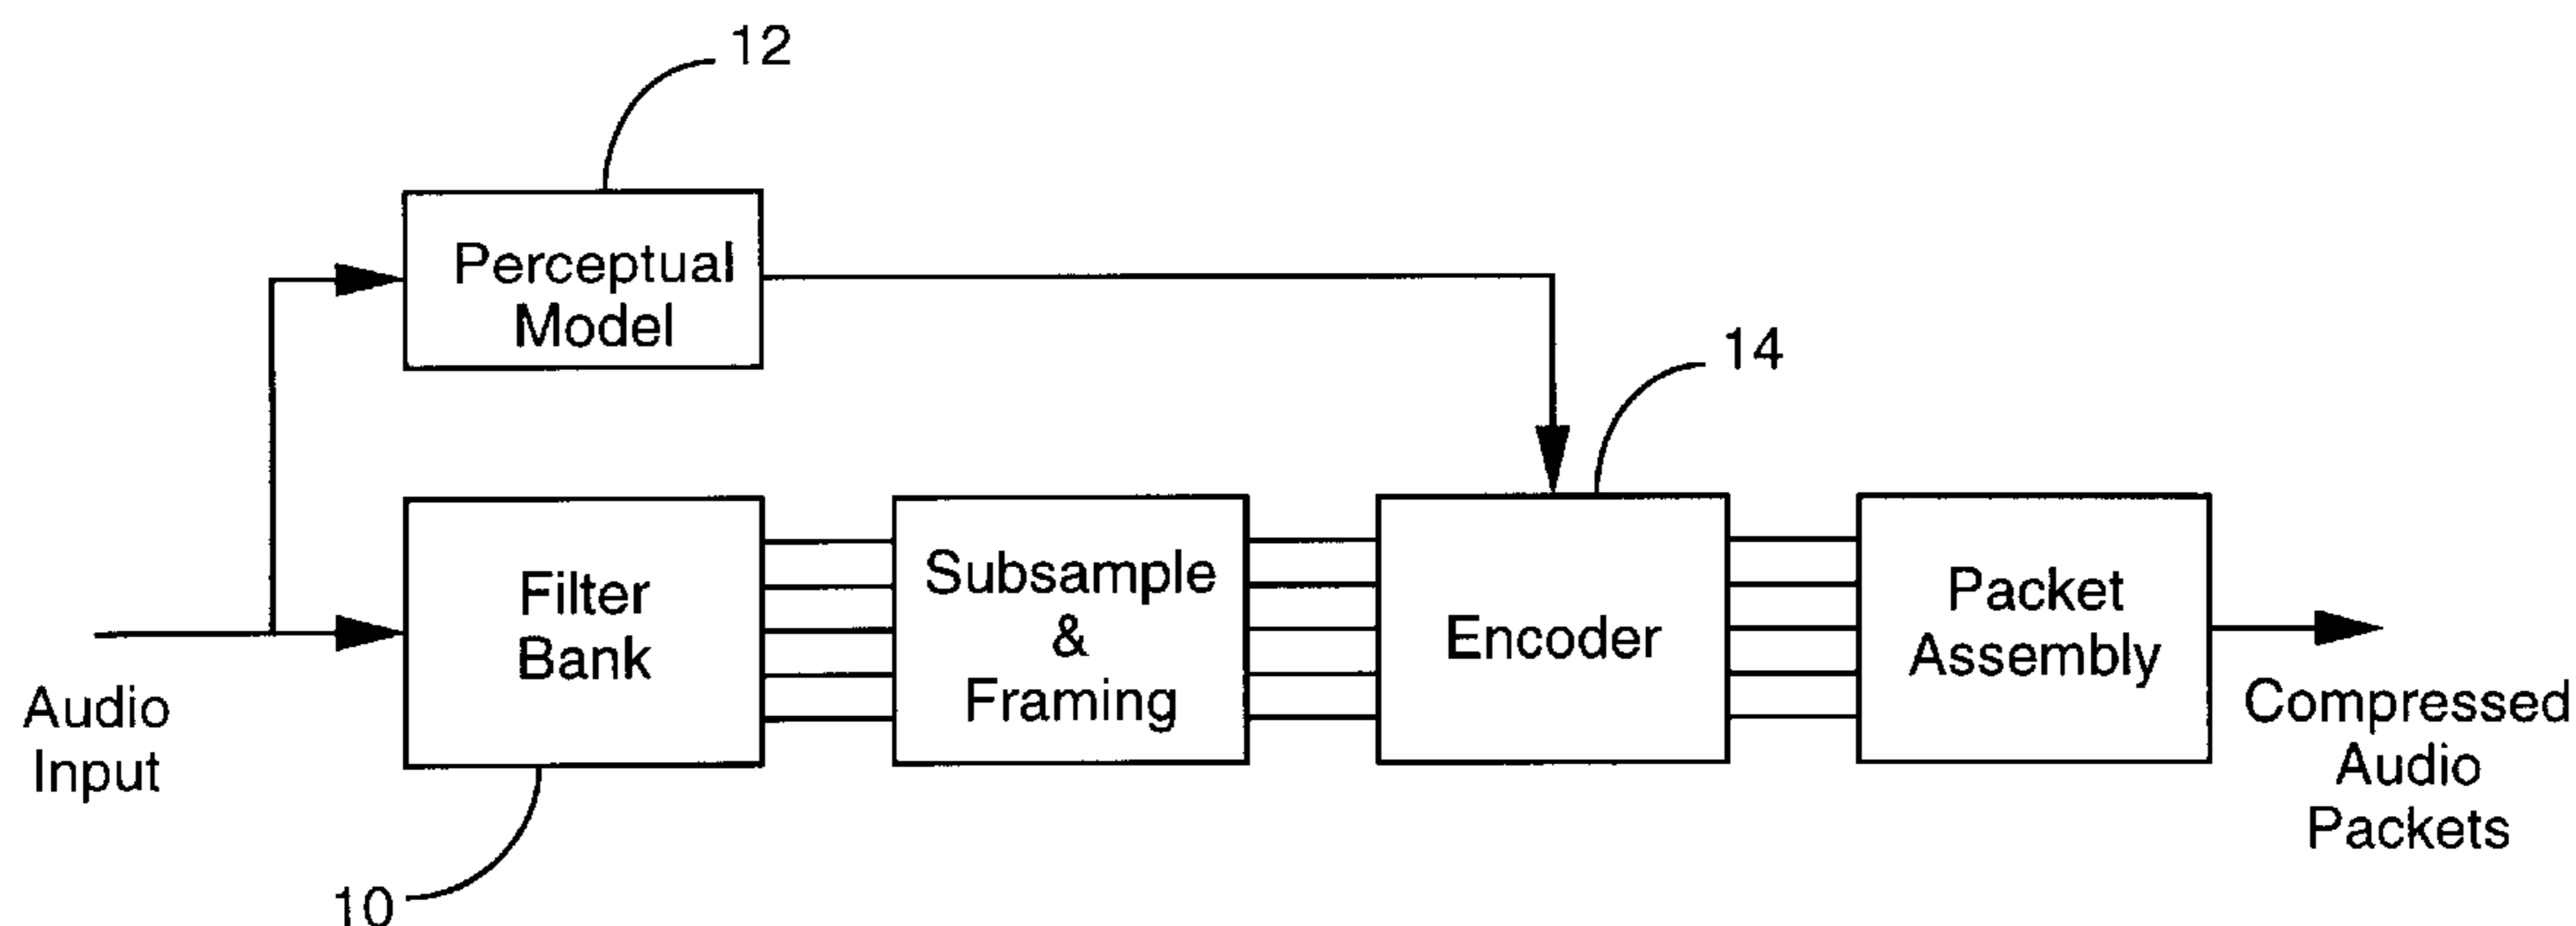 12
Perceptual
Model
14
Filter
Bank
Subsample
&
Framing
Encoder
Packet
Assembly
Audio
Input
Compressed
Audio
Packets
10